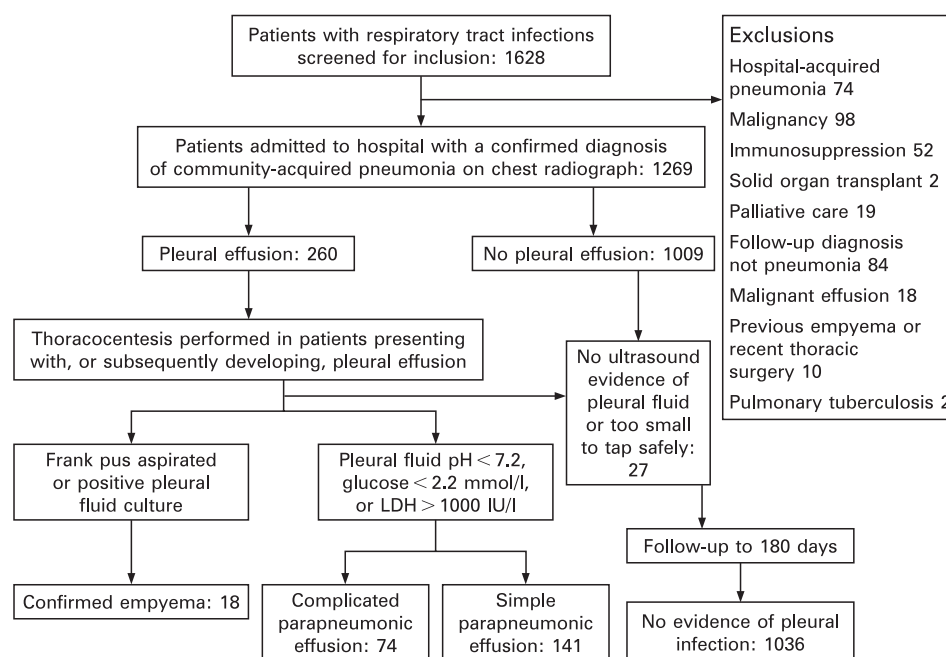 Patients with respiratory tract infections
screened for inclusion: 1628
Exclusions
Hospital-acquired
pneumonia 74
Malignancy 98
Immunosuppression 52
Solid organ transplant 2
Palliative care 19
Follow-up diagnosis
not pneumonia 84
Malignant effusion 18
Previous empyema or
recent thoracic
surgery 10
Pulmonary tuberculosis 2
Patients admitted to hospital with a confirmed diagnosis
of community-acquired pneumonia on chest radiograph: 1269
Pleural effusion: 260
No pleural effusion: 1009
Thoracocentesis performed in patients presenting
with, or subsequently developing, pleural effusion
No ultrasound
evidence of
pleural fluid
or too small
to tap safely:
27
Frank pus aspirated
or positive pleural
fluid culture
Pleural fluid pH < 7.2,
glucose < 2.2 mmol/l,
or LDH > 1000 IU/l
Follow-up to 180 days
Confirmed empyema: 18
Complicated
parapneumonic
effusion: 74
Simple
parapneumonic
effusion: 141
No evidence of pleural
infection: 1036